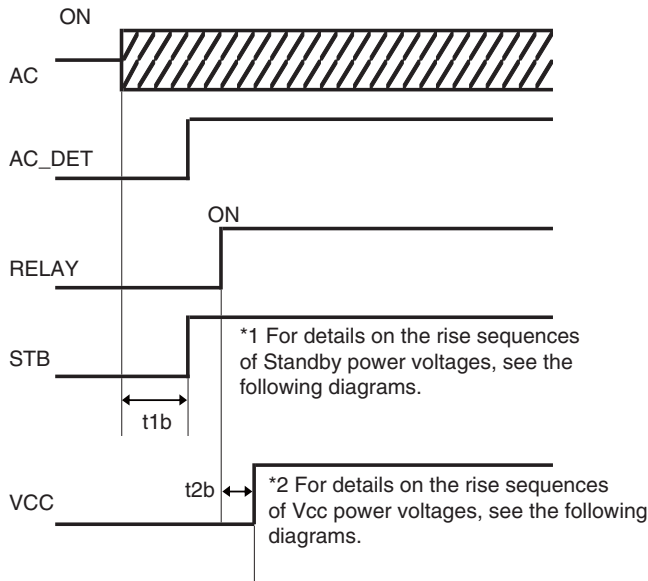 ON
AC
AC_DET
ON
RELAY
*1 For details on the rise sequences
of Standby power voltages, see the
following diagrams.
STB
t1b
t2b
*2 For details on the rise sequences
of Vcc power voltages, see the following
diagrams.
VCC